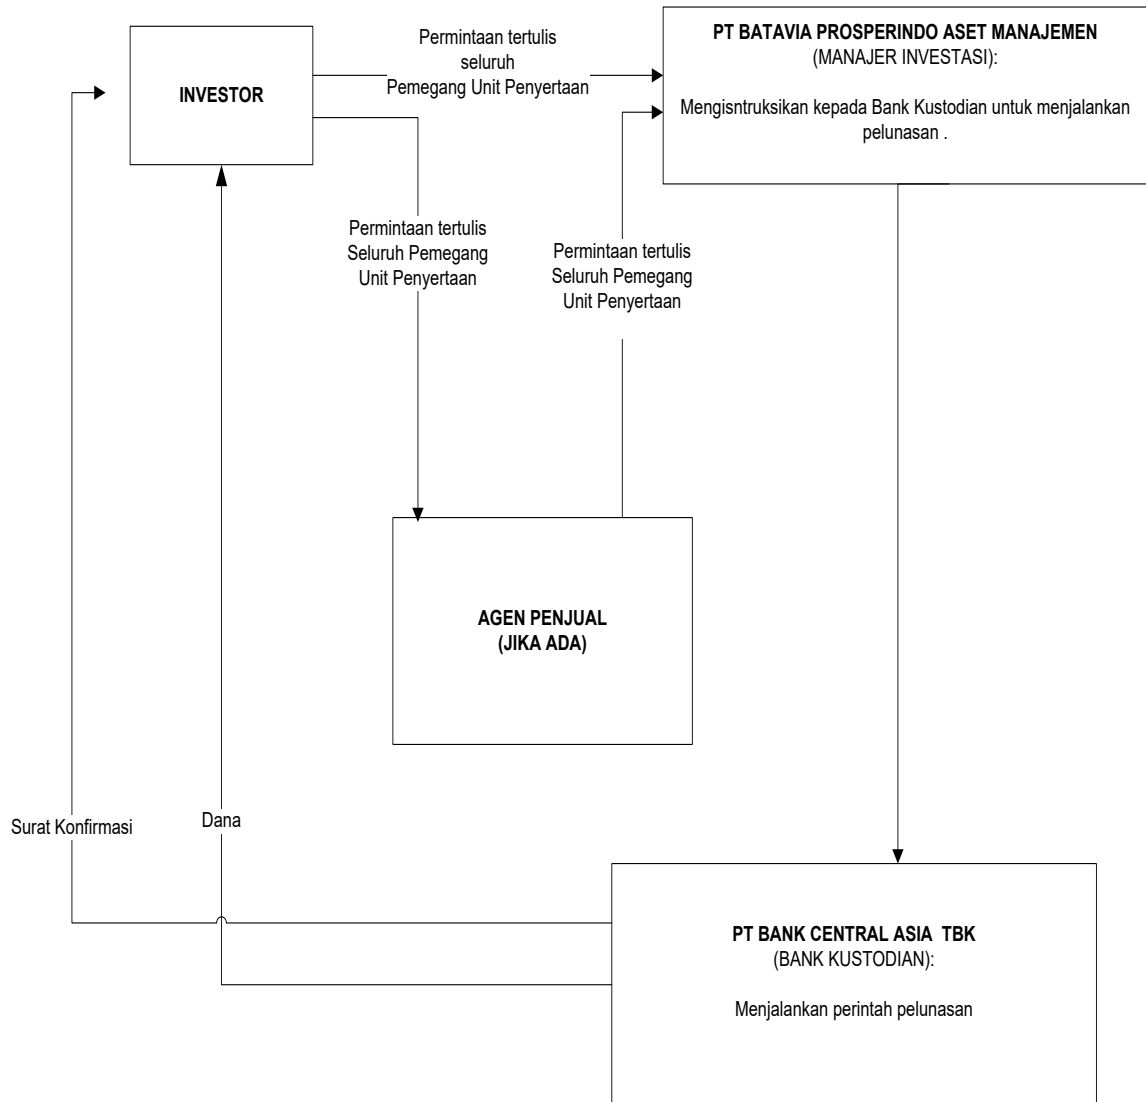 INVESTOR
Permintaan tertulis
seluruh
Pemegang Unit Penyertaan
PT BATAVIA PROSPERINDO ASET MANAJEMEN
(MANAJER INVESTASI):
Mengisntruksikan kepada Bank Kustodian untuk menjalankan
pelunasan .
Permintaan tertulis
Seluruh Pemegang
Unit Penyertaan
Permintaan tertulis
Seluruh Pemegang
Unit Penyertaan
AGEN PENJUAL
(JIKA ADA)
Surat Konfirmasi
Dana
PT BANK CENTRAL ASIA  TBK
(BANK KUSTODIAN):
Menjalankan perintah pelunasan